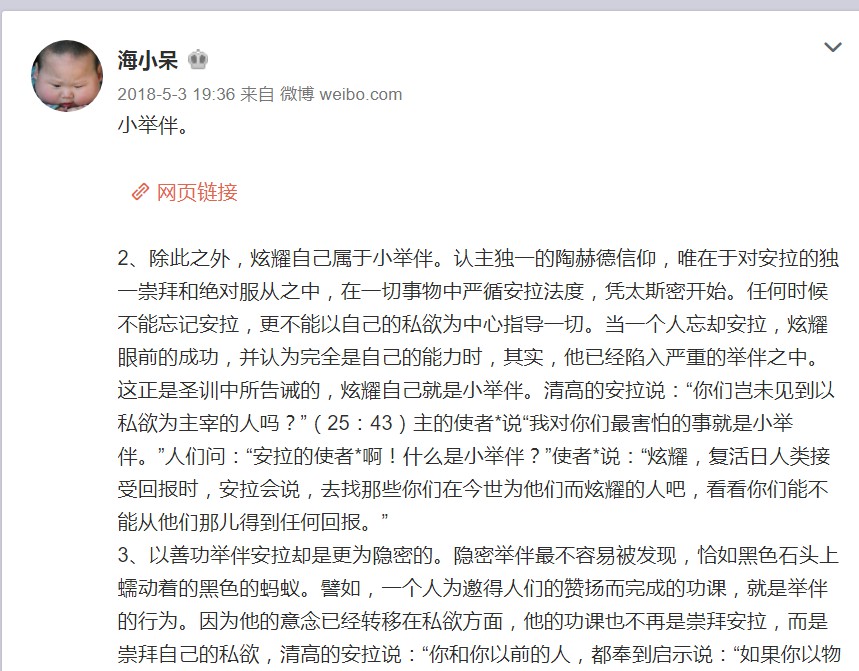 海小呆
2018-5-3 19:36 来自 微博 weibo.com
小举伴。
网页链接
2、除此之外，炫耀自己属于小举伴。认主独一的陶赫德信仰，唯在于对安拉的独
一崇拜和绝对服从之中，在一切事物中严循安拉法度，凭太斯密开始。任何时候
不能忘记安拉，更不能以自己的私欲为中心指导一切。当一个人忘却安拉，炫耀
眼前的成功，并认为完全是自己的能力时，其实，他已经陷入严重的举伴之中。
这正是圣训中所告诫的，炫耀自己就是小举伴。清高的安拉说：“你们岂未见到以
私欲为主宰的人吗？”（25：43）主的使者*说“我对你们最害怕的事就是小举
伴。”人们问：“安拉的使者*啊！什么是小举伴？”使者*说：“炫耀，复活日人类接
受回报时，安拉会说，去找那些你们在今世为他们而炫耀的人吧，看看你们能不
能从他们那儿得到任何回报。”
3、以善功举伴安拉却是更为隐密的。隐密举伴最不容易被发现，恰如黑色石头上
蠕动着的黑色的蚂蚁。譬如，一个人为邀得人们的赞扬而完成的功课，就是举伴
的行为。因为他的意念已经转移在私欲方面，他的功课也不再是崇拜安拉，而是
崇拜自己的私欲，清高的安拉说：“你和你以前的人，都奉到启示说：“如果你以物